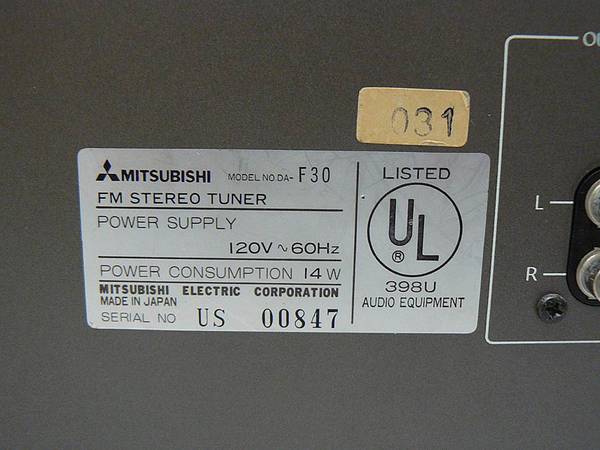 OU
031
MITSUBISHI MODEL NO. DA-F30
FM STEREO TUNER
POWER SUPPLY
120V ~ 60Hz
POWER CONSUMPTION 14 W
MITSUBISHI ELECTRIC CORPORATION
MADE IN JAPAN
SERIAL NO US 00847
LISTED
UL
®
398U
AUDIO EQUIPMENT
L
R